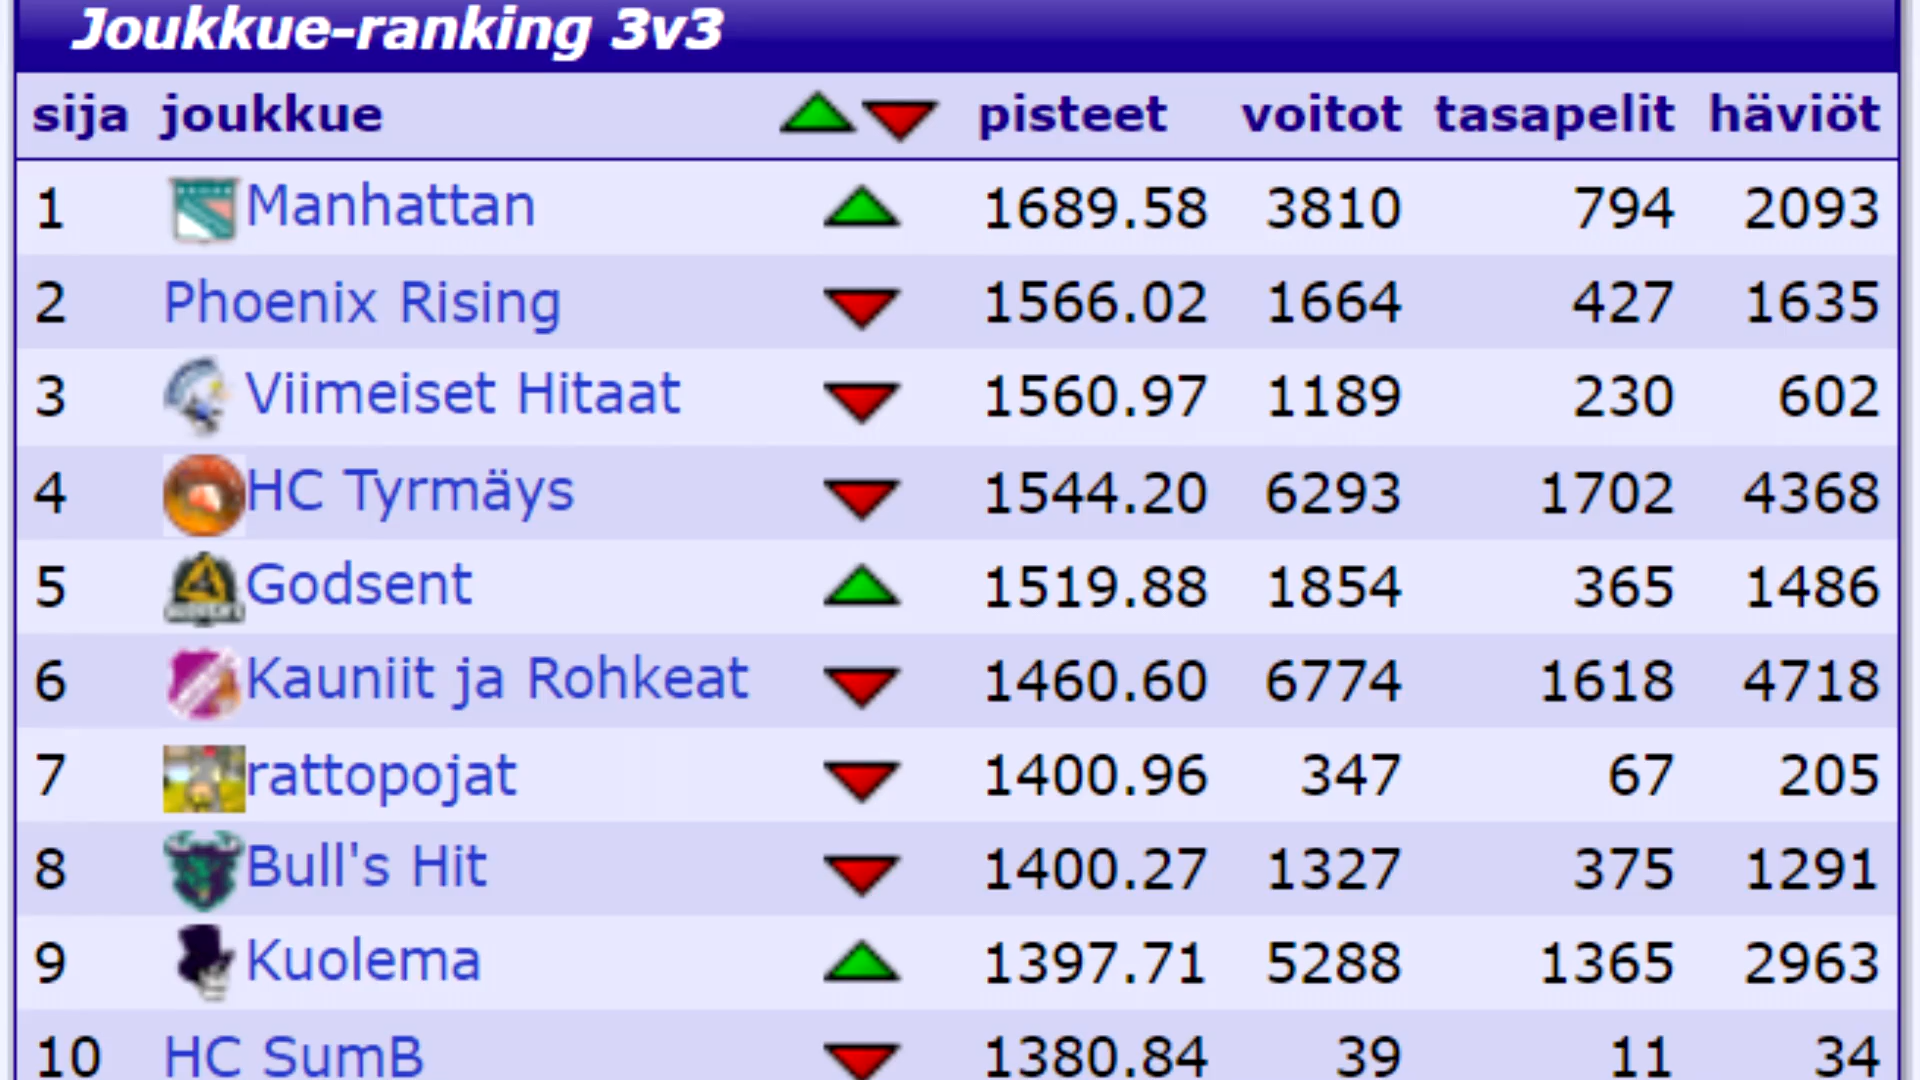 Joukkue-ranking 3v3
sija joukkue pisteet voitot tasapelit häviöt
1 Manhattan 1689.58 3810 794 2093
2 Phoenix Rising 1566.02 1664 427 1635
3 Viimeiset Hitaat 1560.97 1189 230 602
4 HC Tyrmäys 1544.20 6293 1702 4368
5 Godsent 1519.88 1854 365 1486
6 Kauniit ja Rohkeat 1460.60 6774 1618 4718
7 rattopojat 1400.96 347 67 205
8 Bull's Hit 1400.27 1327 375 1291
9 Kuolema 1397.71 5288 1365 2963
10 HC SumB 1380.84 39 11 34